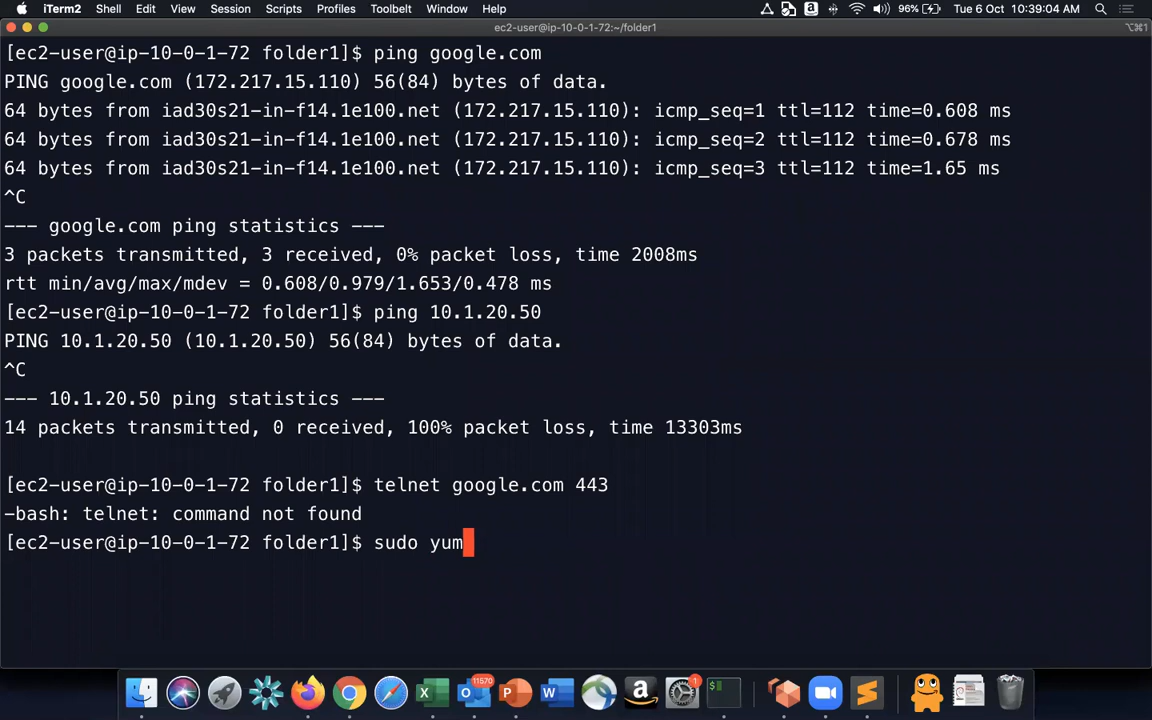 iTerm2 Shell Edit View Session Scripts Profiles Toolbelt Window Help 96% Tue 6 Oct 10:39:04 AM
ec2-user@ip-10-0-1-72:~/folder1 ⌥⌘1
[ec2-user@ip-10-0-1-72 folder1]$ ping google.com
PING google.com (172.217.15.110) 56(84) bytes of data.
64 bytes from iad30s21-in-f14.1e100.net (172.217.15.110): icmp_seq=1 ttl=112 time=0.608 ms
64 bytes from iad30s21-in-f14.1e100.net (172.217.15.110): icmp_seq=2 ttl=112 time=0.678 ms
64 bytes from iad30s21-in-f14.1e100.net (172.217.15.110): icmp_seq=3 ttl=112 time=1.65 ms
^C
--- google.com ping statistics ---
3 packets transmitted, 3 received, 0% packet loss, time 2008ms
rtt min/avg/max/mdev = 0.608/0.979/1.653/0.478 ms
[ec2-user@ip-10-0-1-72 folder1]$ ping 10.1.20.50
PING 10.1.20.50 (10.1.20.50) 56(84) bytes of data.
^C
--- 10.1.20.50 ping statistics ---
14 packets transmitted, 0 received, 100% packet loss, time 13303ms
[ec2-user@ip-10-0-1-72 folder1]$ telnet google.com 443
-bash: telnet: command not found
[ec2-user@ip-10-0-1-72 folder1]$ sudo yum
11570
1